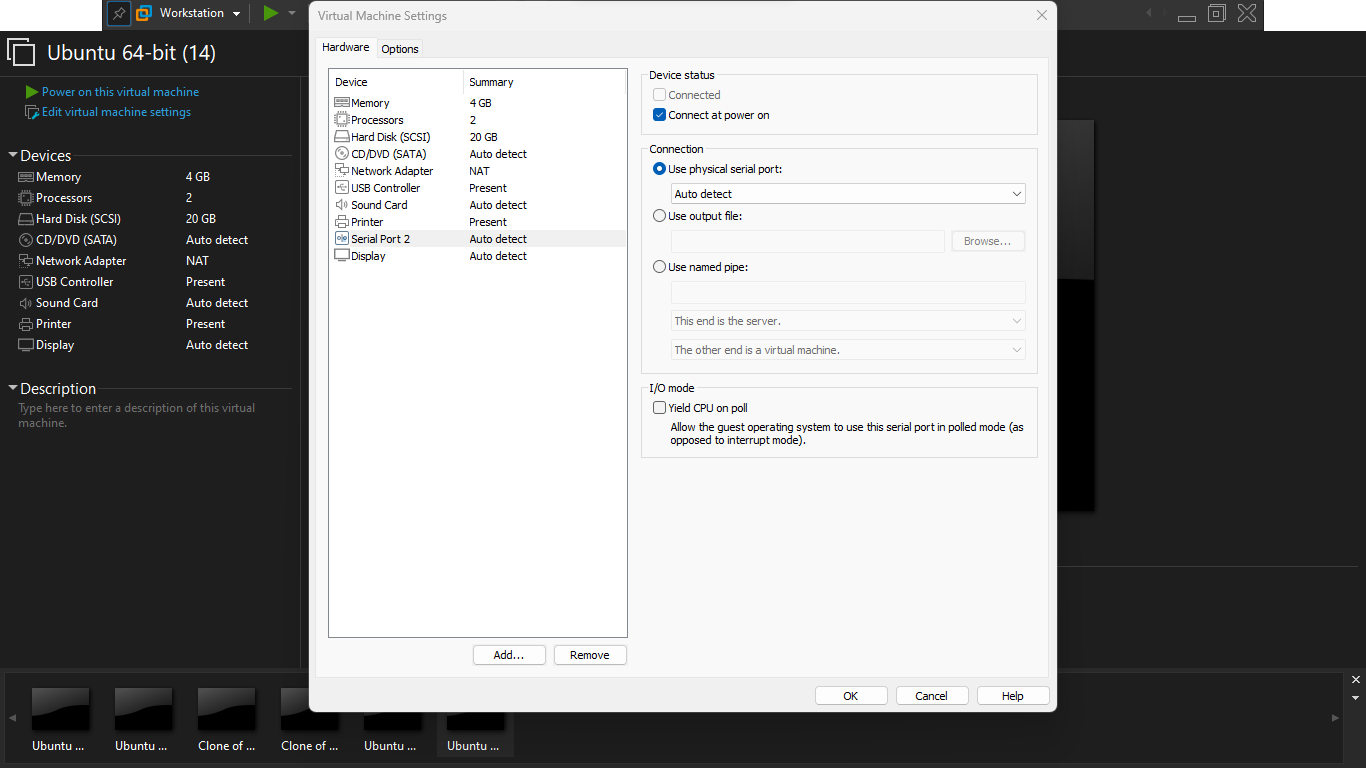 Workstation
Virtual Machine Settings
Ubuntu 64-bit (14)
Power on this virtual machine
Edit virtual machine settings
Devices
Memory 4 GB
Processors 2
Hard Disk (SCSI) 20 GB
CD/DVD (SATA) Auto detect
Network Adapter NAT
USB Controller Present
Sound Card Auto detect
Printer Present
Display Auto detect
Description
Type here to enter a description of this virtual
machine.
Hardware Options
Device Summary
Memory 4 GB
Processors 2
Hard Disk (SCSI) 20 GB
CD/DVD (SATA) Auto detect
Network Adapter NAT
USB Controller Present
Sound Card Auto detect
Printer Present
Serial Port 2 Auto detect
Display Auto detect
Add... Remove
Device status
Connected
Connect at power on
Connection
Use physical serial port:
Auto detect
Use output file:
Browse...
Use named pipe:
This end is the server.
The other end is a virtual machine.
I/O mode
Yield CPU on poll
Allow the guest operating system to use this serial port in polled mode (as
opposed to interrupt mode).
OK Cancel Help
Ubuntu ... Ubuntu ... Clone of ... Clone of ... Ubuntu ... Ubuntu ...